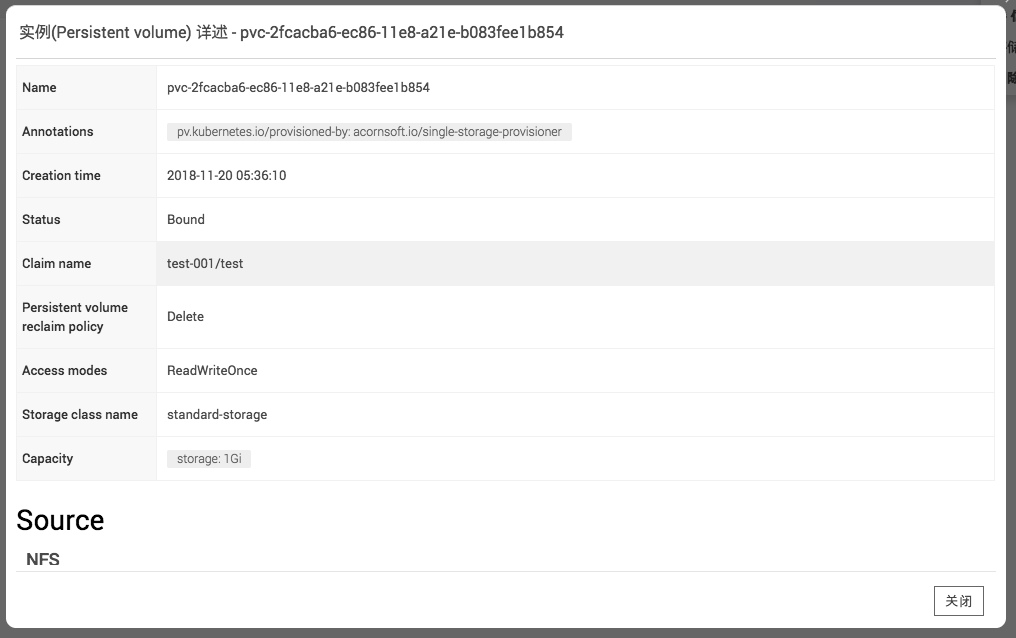 实例(Persistent volume) 详述 - pvc-2fcacba6-ec86-11e8-a21e-b083fee1b854
Name pvc-2fcacba6-ec86-11e8-a21e-b083fee1b854
Annotations pv.kubernetes.io/provisioned-by: acornsoft.io/single-storage-provisioner
Creation time 2018-11-20 05:36:10
Status Bound
Claim name test-001/test
Persistent volume
reclaim policy Delete
Access modes ReadWriteOnce
Storage class name standard-storage
Capacity storage: 1Gi
Source
NFS
关闭